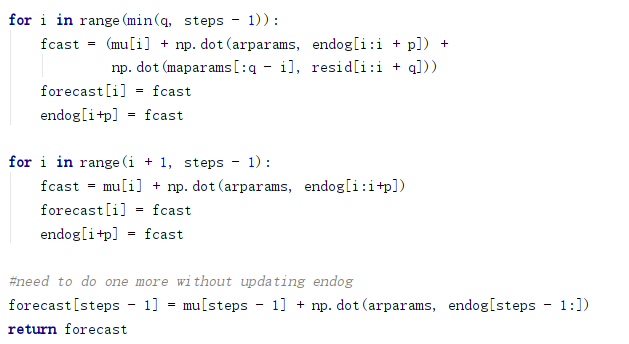 for i in range(min(q, steps - 1)):
    fcast = (mu[i] + np.dot(arparams, endog[i:i + p]) +
             np.dot(maparams[:q - i], resid[i:i + q]))
    forecast[i] = fcast
    endog[i+p] = fcast
for i in range(i + 1, steps - 1):
    fcast = mu[i] + np.dot(arparams, endog[i:i+p])
    forecast[i] = fcast
    endog[i+p] = fcast
#need to do one more without updating endog
forecast[steps - 1] = mu[steps - 1] + np.dot(arparams, endog[steps - 1:])
return forecast